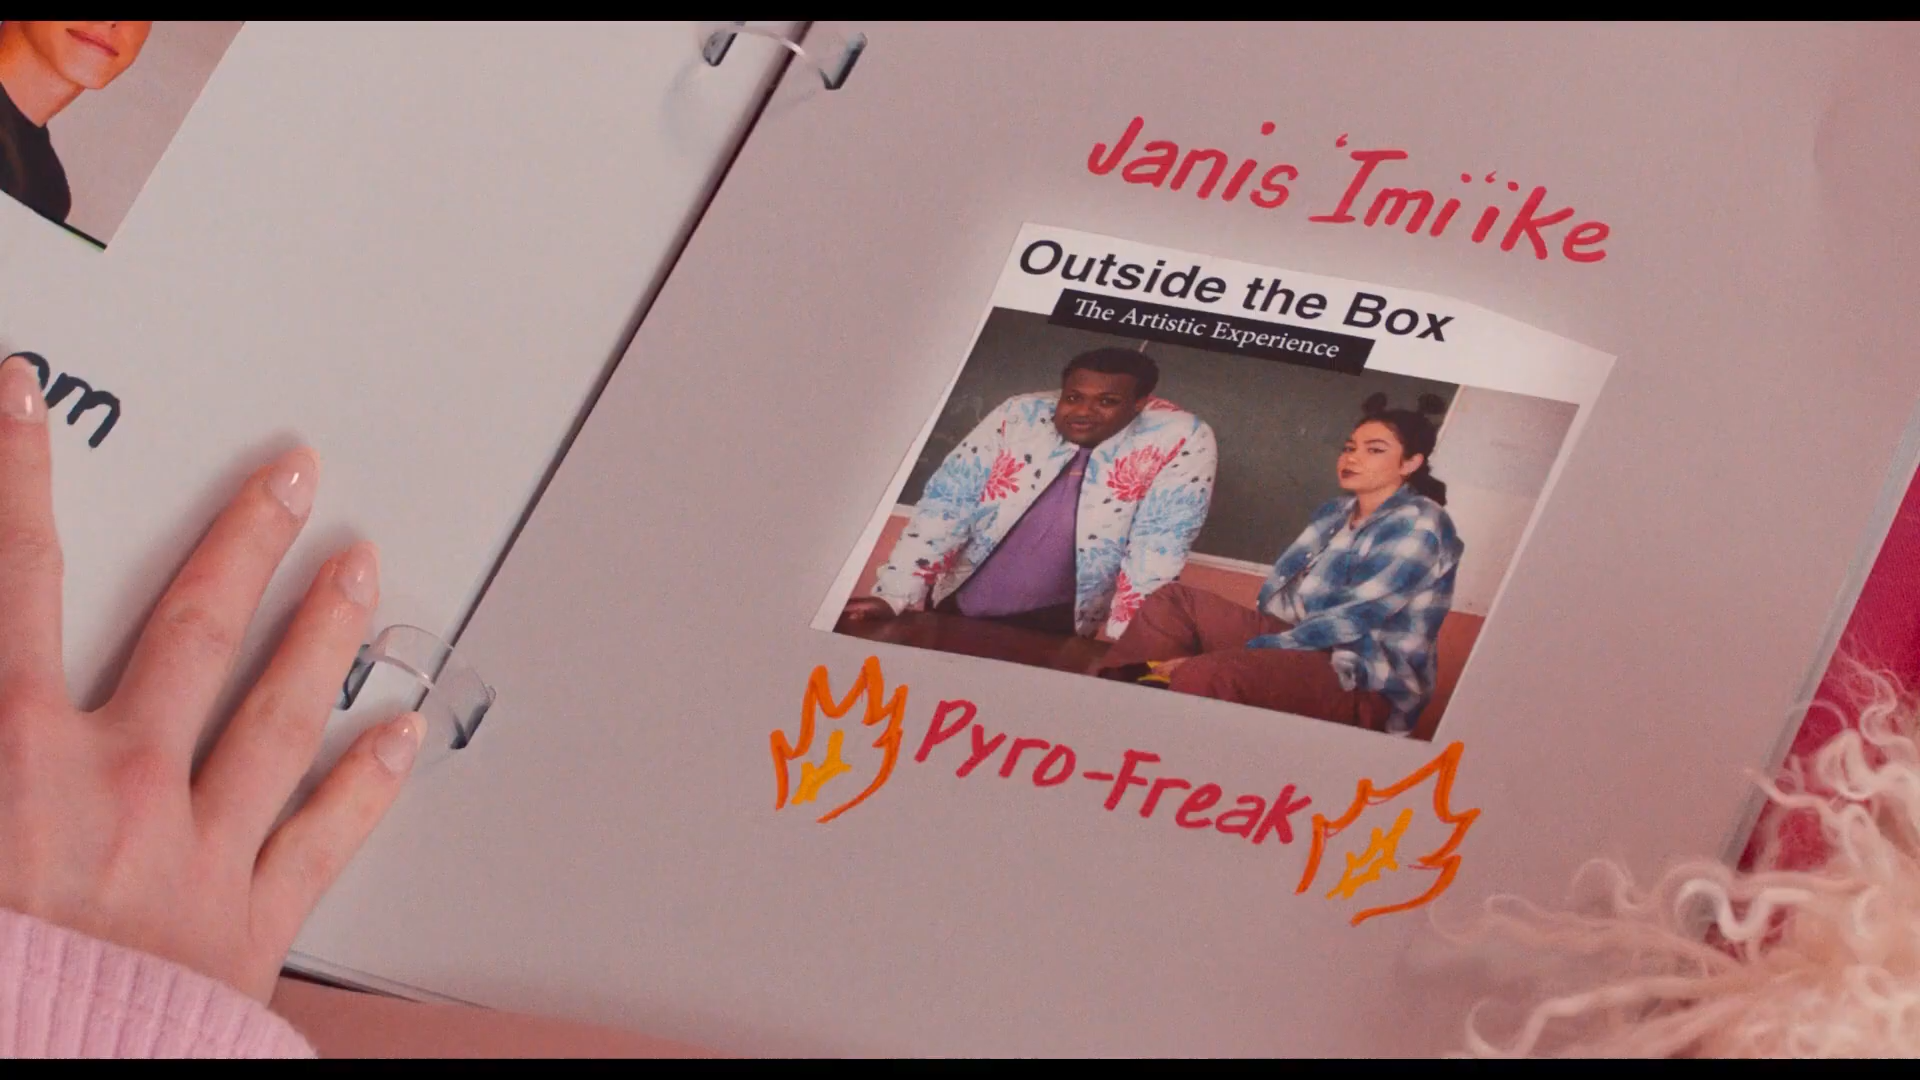 Janis 'Imi'ike
Outside the Box
The Artistic Experience
Pyro-Freak